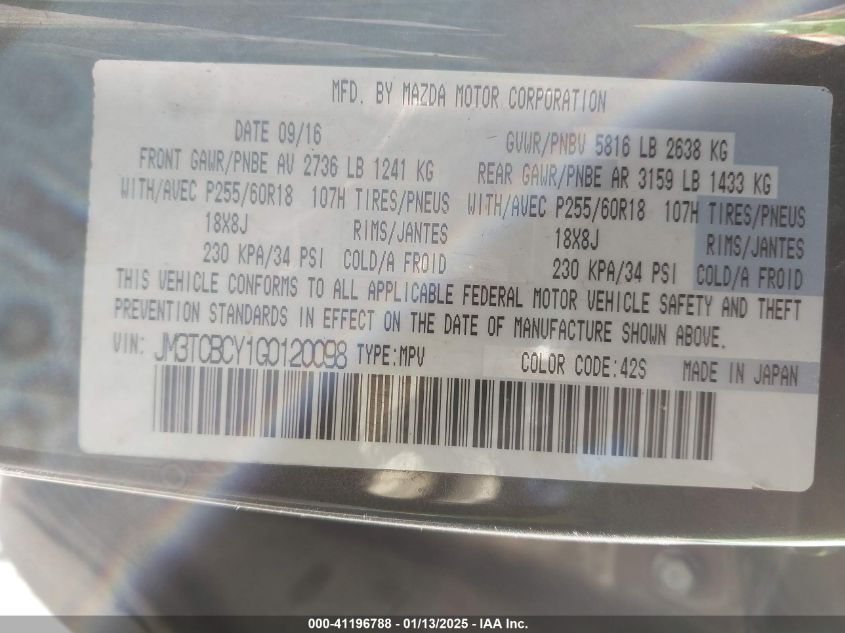 MFD. BY MAZDA MOTOR CORPORATION
DATE 09/16 GVWR/PNBV 5816 LB 2638 KG
FRONT GAWR/PNBE AV 2736 LB 1241 KG REAR GAWR/PNBE AR 3159 LB 1433 KG
WITH/AVEC P255/60R18 107H TIRES/PNEUS WITH/AVEC P255/60R18 107H TIRES/PNEUS
18X8J RIMS/JANTES 18X8J RIMS/JANTES
230 KPA/34 PSI COLD/A FROID 230 KPA/34 PSI COLD/A FROID
THIS VEHICLE CONFORMS TO ALL APPLICABLE FEDERAL MOTOR VEHICLE SAFETY AND THEFT
PREVENTION STANDARDS IN EFFECT ON THE DATE OF MANUFACTURE SHOWN ABOVE.
VIN: JM3TCBCY1G0120098 TYPE:MPV COLOR CODE:42S MADE IN JAPAN
000-41196788 - 01/13/2025 - IAA Inc.